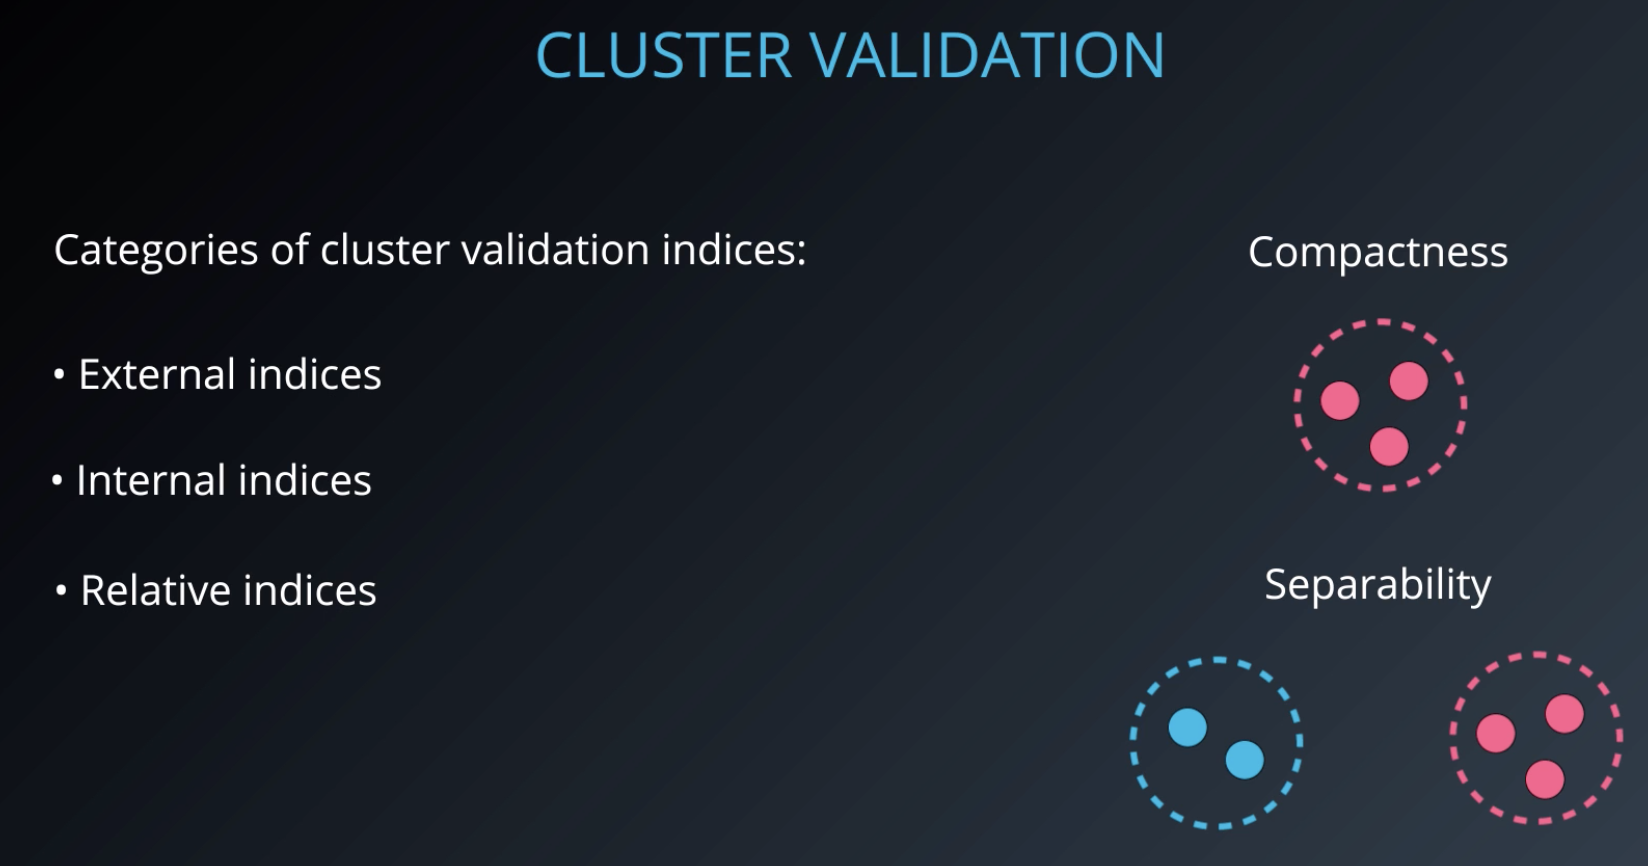 CLUSTER VALIDATION
Categories of cluster validation indices:
• External indices
• Internal indices
• Relative indices
Compactness
Separability